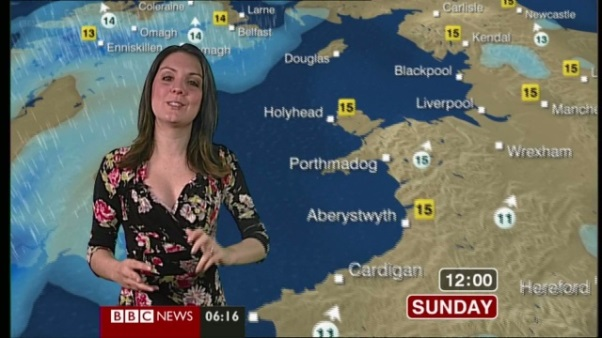 Coleraine
Larne
15
14
Carlisle
15
Newcastle
13
Omagh
14
Belfast
14
Enniskillen
Kendal
15
13
Douglas
Blackpool
15
Holyhead
15
Liverpool
15
Manche
Porthmadog
15
Wrexham
Aberystwyth
15
11
Cardigan
12:00
Hereford
SUNDAY
BBC NEWS 06:16
11